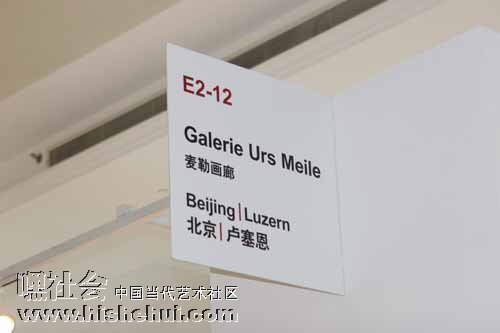 E2-12
Galerie Urs Meile
麦勒画廊
Beijing|Luzern
北京|卢塞恩
嘿社会 中国当代艺术社区
www.hishehui.com